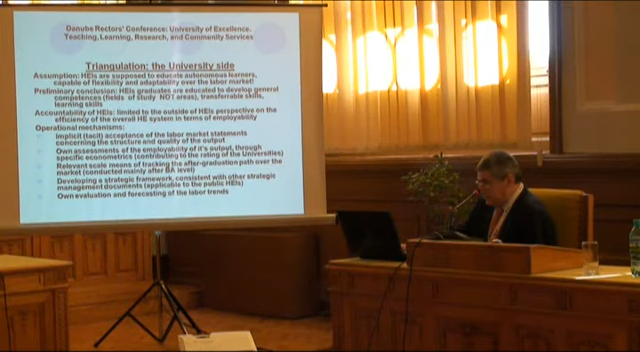 Danube Rectors' Conference: University of Excellence.
Teaching, Learning, Research, and Community Services
Triangulation: the University side
Assumption: HEIs are supposed to educate autonomous learners,
capable of flexibility and adaptability over the labor market!
Preliminary conclusion: HEIs graduates are educated to develop general
competences (fields of study NOT areas), transferrable skills,
learning skills
Accountability of HEIs: limited to the outside of HEIs perspective on the
efficiency of the overall HE system in terms of employability
Operational mechanisms:
Implicit (tacit) acceptance of the labor market statements
concerning the structure and quality of the output
Own assessments of the employability of it's output, through
specific econometrics (contributing to the rating of the Universities)
Relevant scale means of tracking the after-graduation path over the
market (conducted mainly after BA level)
Developing a strategic framework, consistent with other strategic
management documents (applicable to the public HEIs)
Own evaluation and forecasting of the labor trends